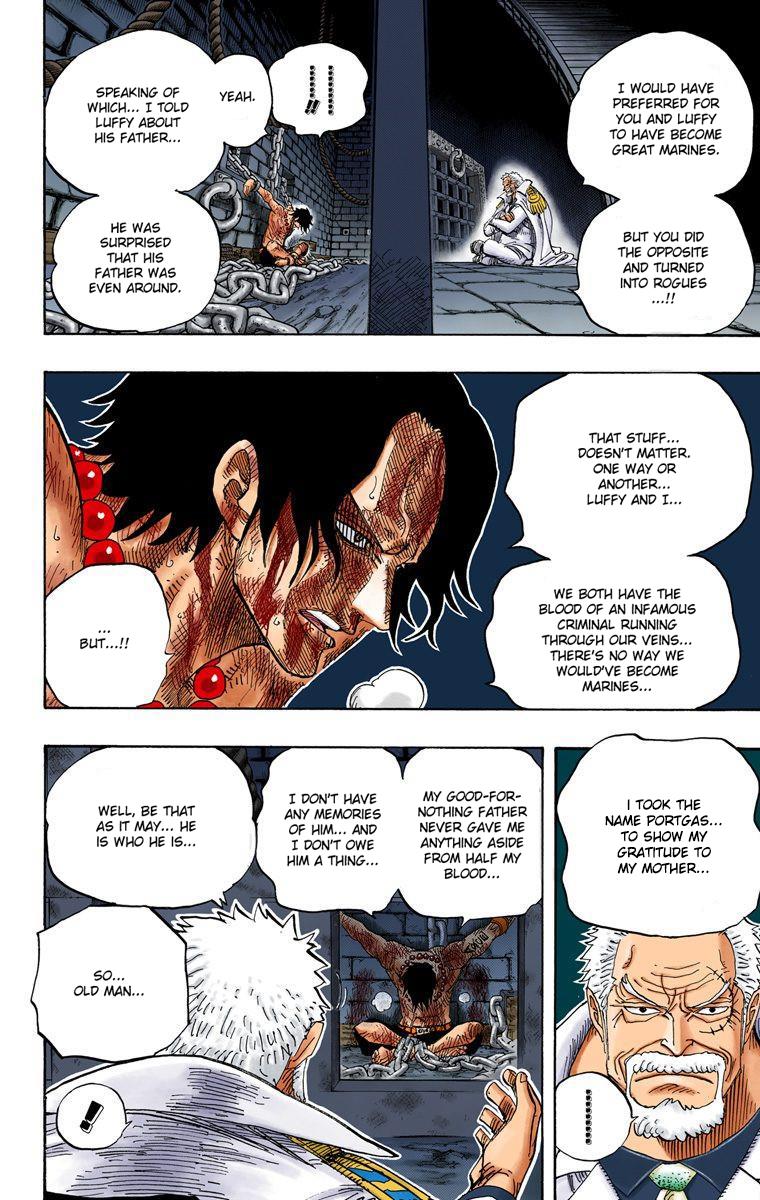 I WOULD HAVE
PREFERRED FOR
YOU AND LUFFY
TO HAVE BECOME
GREAT MARINES.
BUT YOU DID
THE OPPOSITE
AND TURNED
INTO ROGUES
...!!
!!
YEAH.
SPEAKING OF
WHICH... I TOLD
LUFFY ABOUT
HIS FATHER...
HE WAS
SURPRISED
THAT HIS
FATHER WAS
EVEN AROUND.
THAT STUFF...
DOESN'T MATTER.
ONE WAY OR
ANOTHER...
LUFFY AND I...
WE BOTH HAVE THE
BLOOD OF AN INFAMOUS
CRIMINAL RUNNING
THROUGH OUR VEINS...
THERE'S NO WAY WE
WOULD'VE BECOME
MARINES...
...
BUT...!!
I TOOK THE
NAME PORTGAS...
TO SHOW MY
GRATITUDE TO
MY MOTHER...
.........
MY GOOD-FOR-
NOTHING FATHER
NEVER GAVE ME
ANYTHING ASIDE
FROM HALF MY
BLOOD...
I DON'T HAVE
ANY MEMORIES
OF HIM... AND
I DON'T OWE
HIM A THING...
WELL, BE THAT
AS IT MAY... HE
IS WHO HE IS...
SO...
OLD MAN...
!